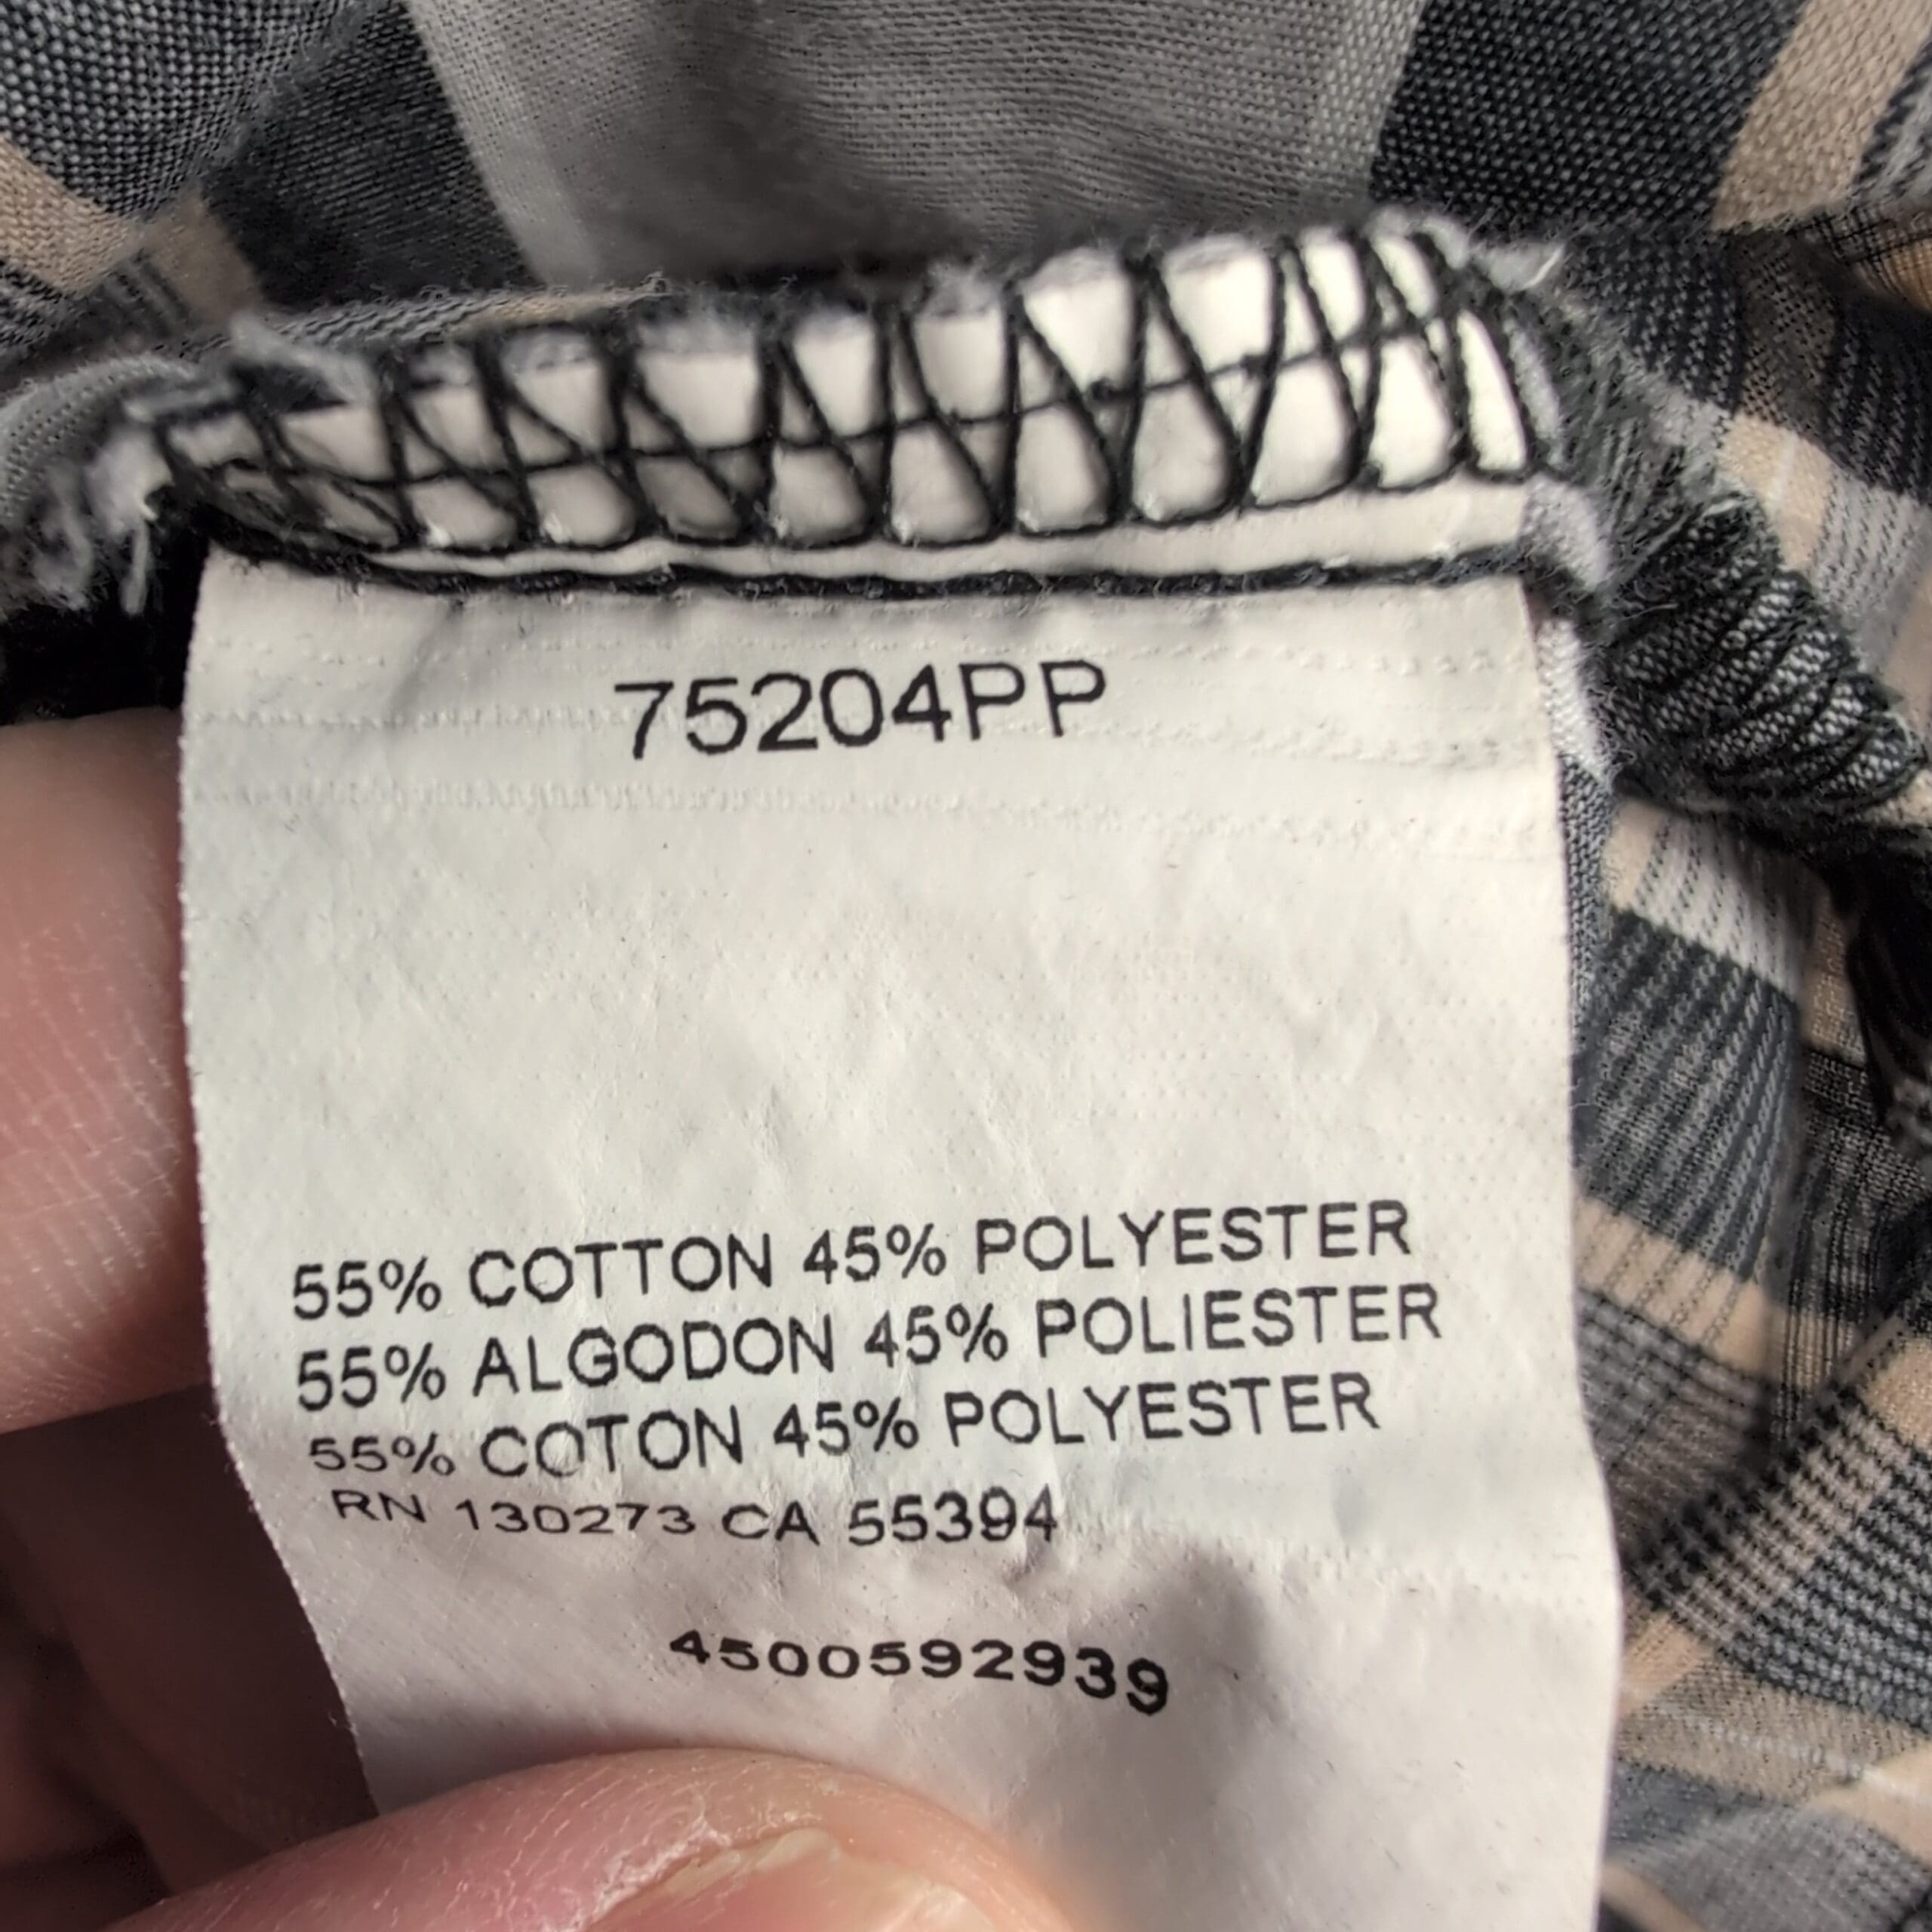 75204PP
55% COTTON 45% POLYESTER
55% ALGODON 45% POLIESTER
55% COTON 45% POLYESTER
RN 130273 CA 55394
4500592939